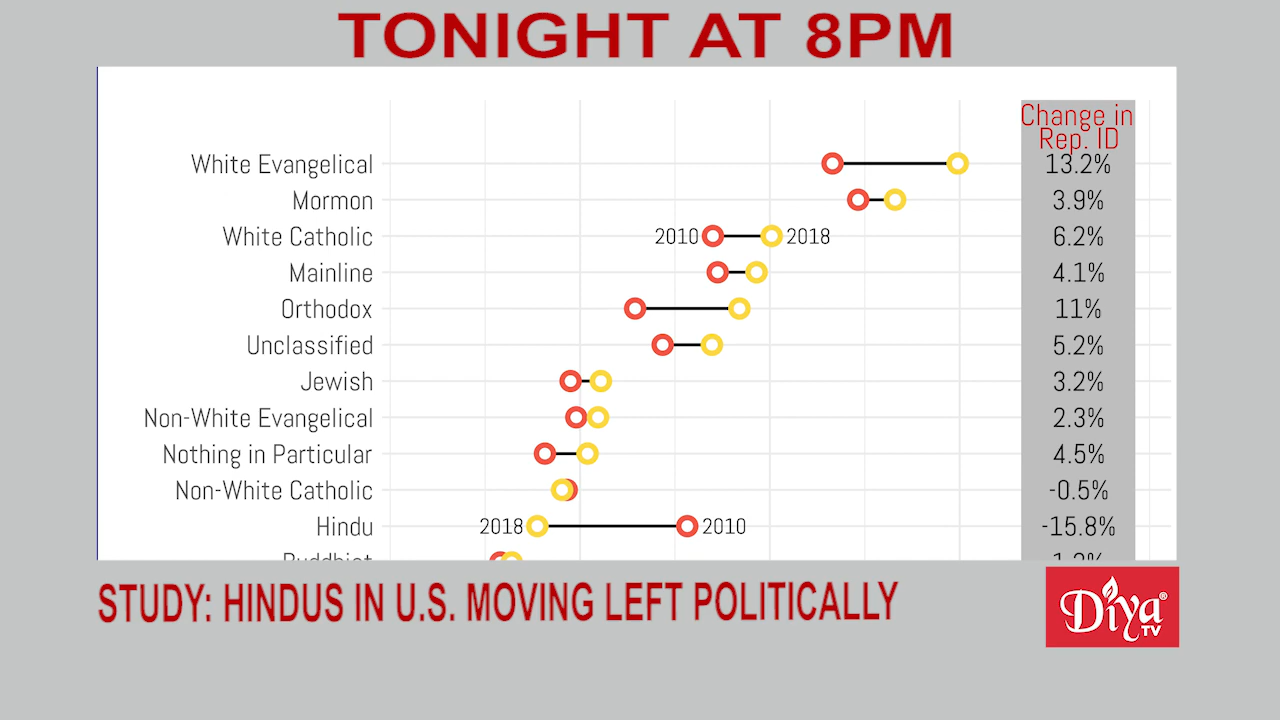 TONIGHT AT 8PM
Change in
Rep. ID
White Evangelical 13.2%
Mormon 3.9%
White Catholic 2010 2018 6.2%
Mainline 4.1%
Orthodox 11%
Unclassified 5.2%
Jewish 3.2%
Non-White Evangelical 2.3%
Nothing in Particular 4.5%
Non-White Catholic -0.5%
Hindu 2018 2010 -15.8%
Buddhist
STUDY: HINDUS IN U.S. MOVING LEFT POLITICALLY
Diya®
TV